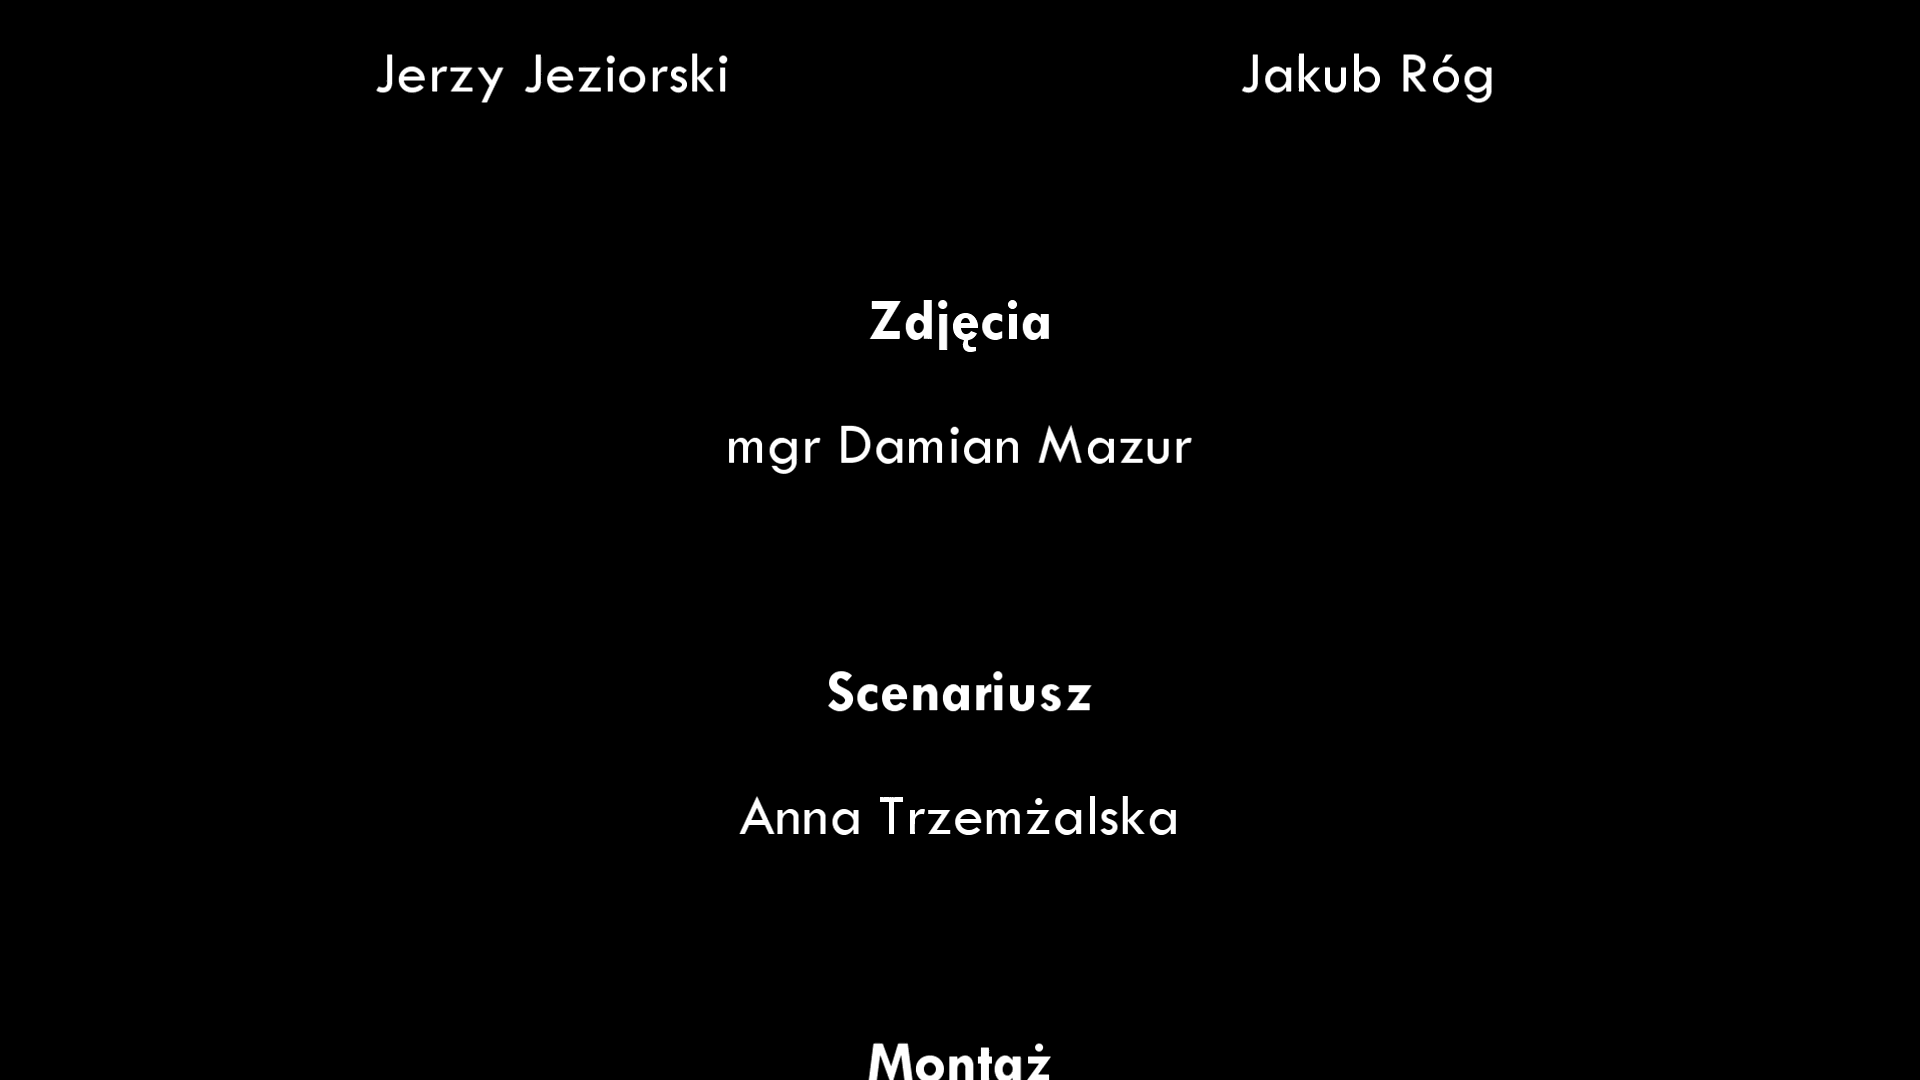 Jerzy Jeziorski Jakub Róg
Zdjęcia
mgr Damian Mazur
Scenariusz
Anna Trzemżalska
Montaż